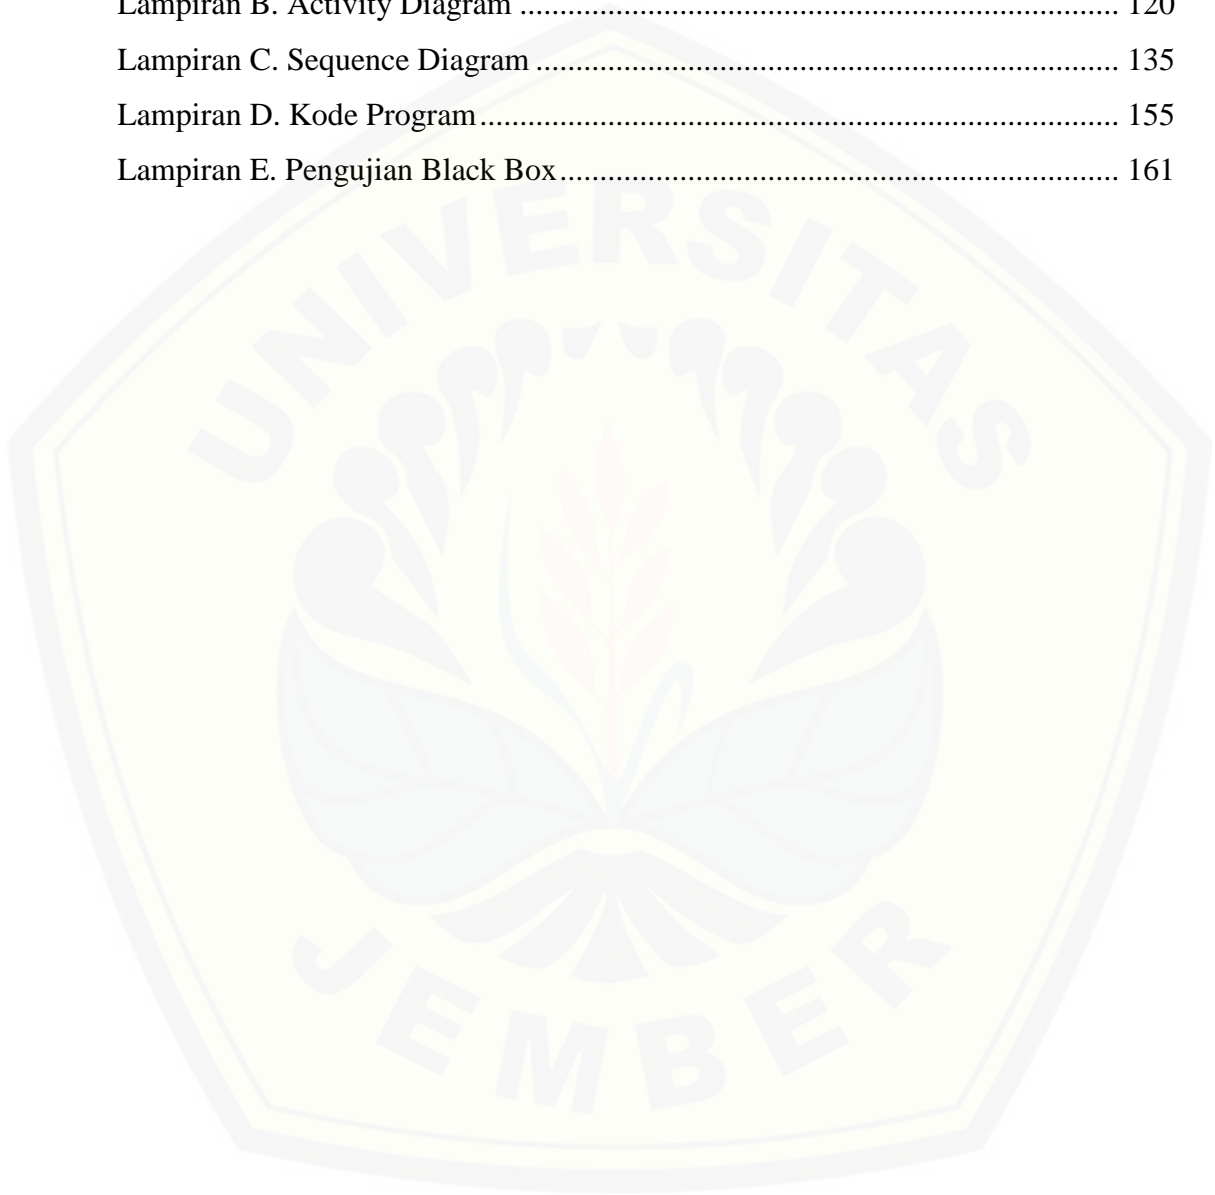 Lampiran B. Activity Diagram ........................................................................... 120
Lampiran C. Sequence Diagram ......................................................................... 135
Lampiran D. Kode Program ................................................................................ 155
Lampiran E. Pengujian Black Box ...................................................................... 161
UNIVERSITAS
JEMBER